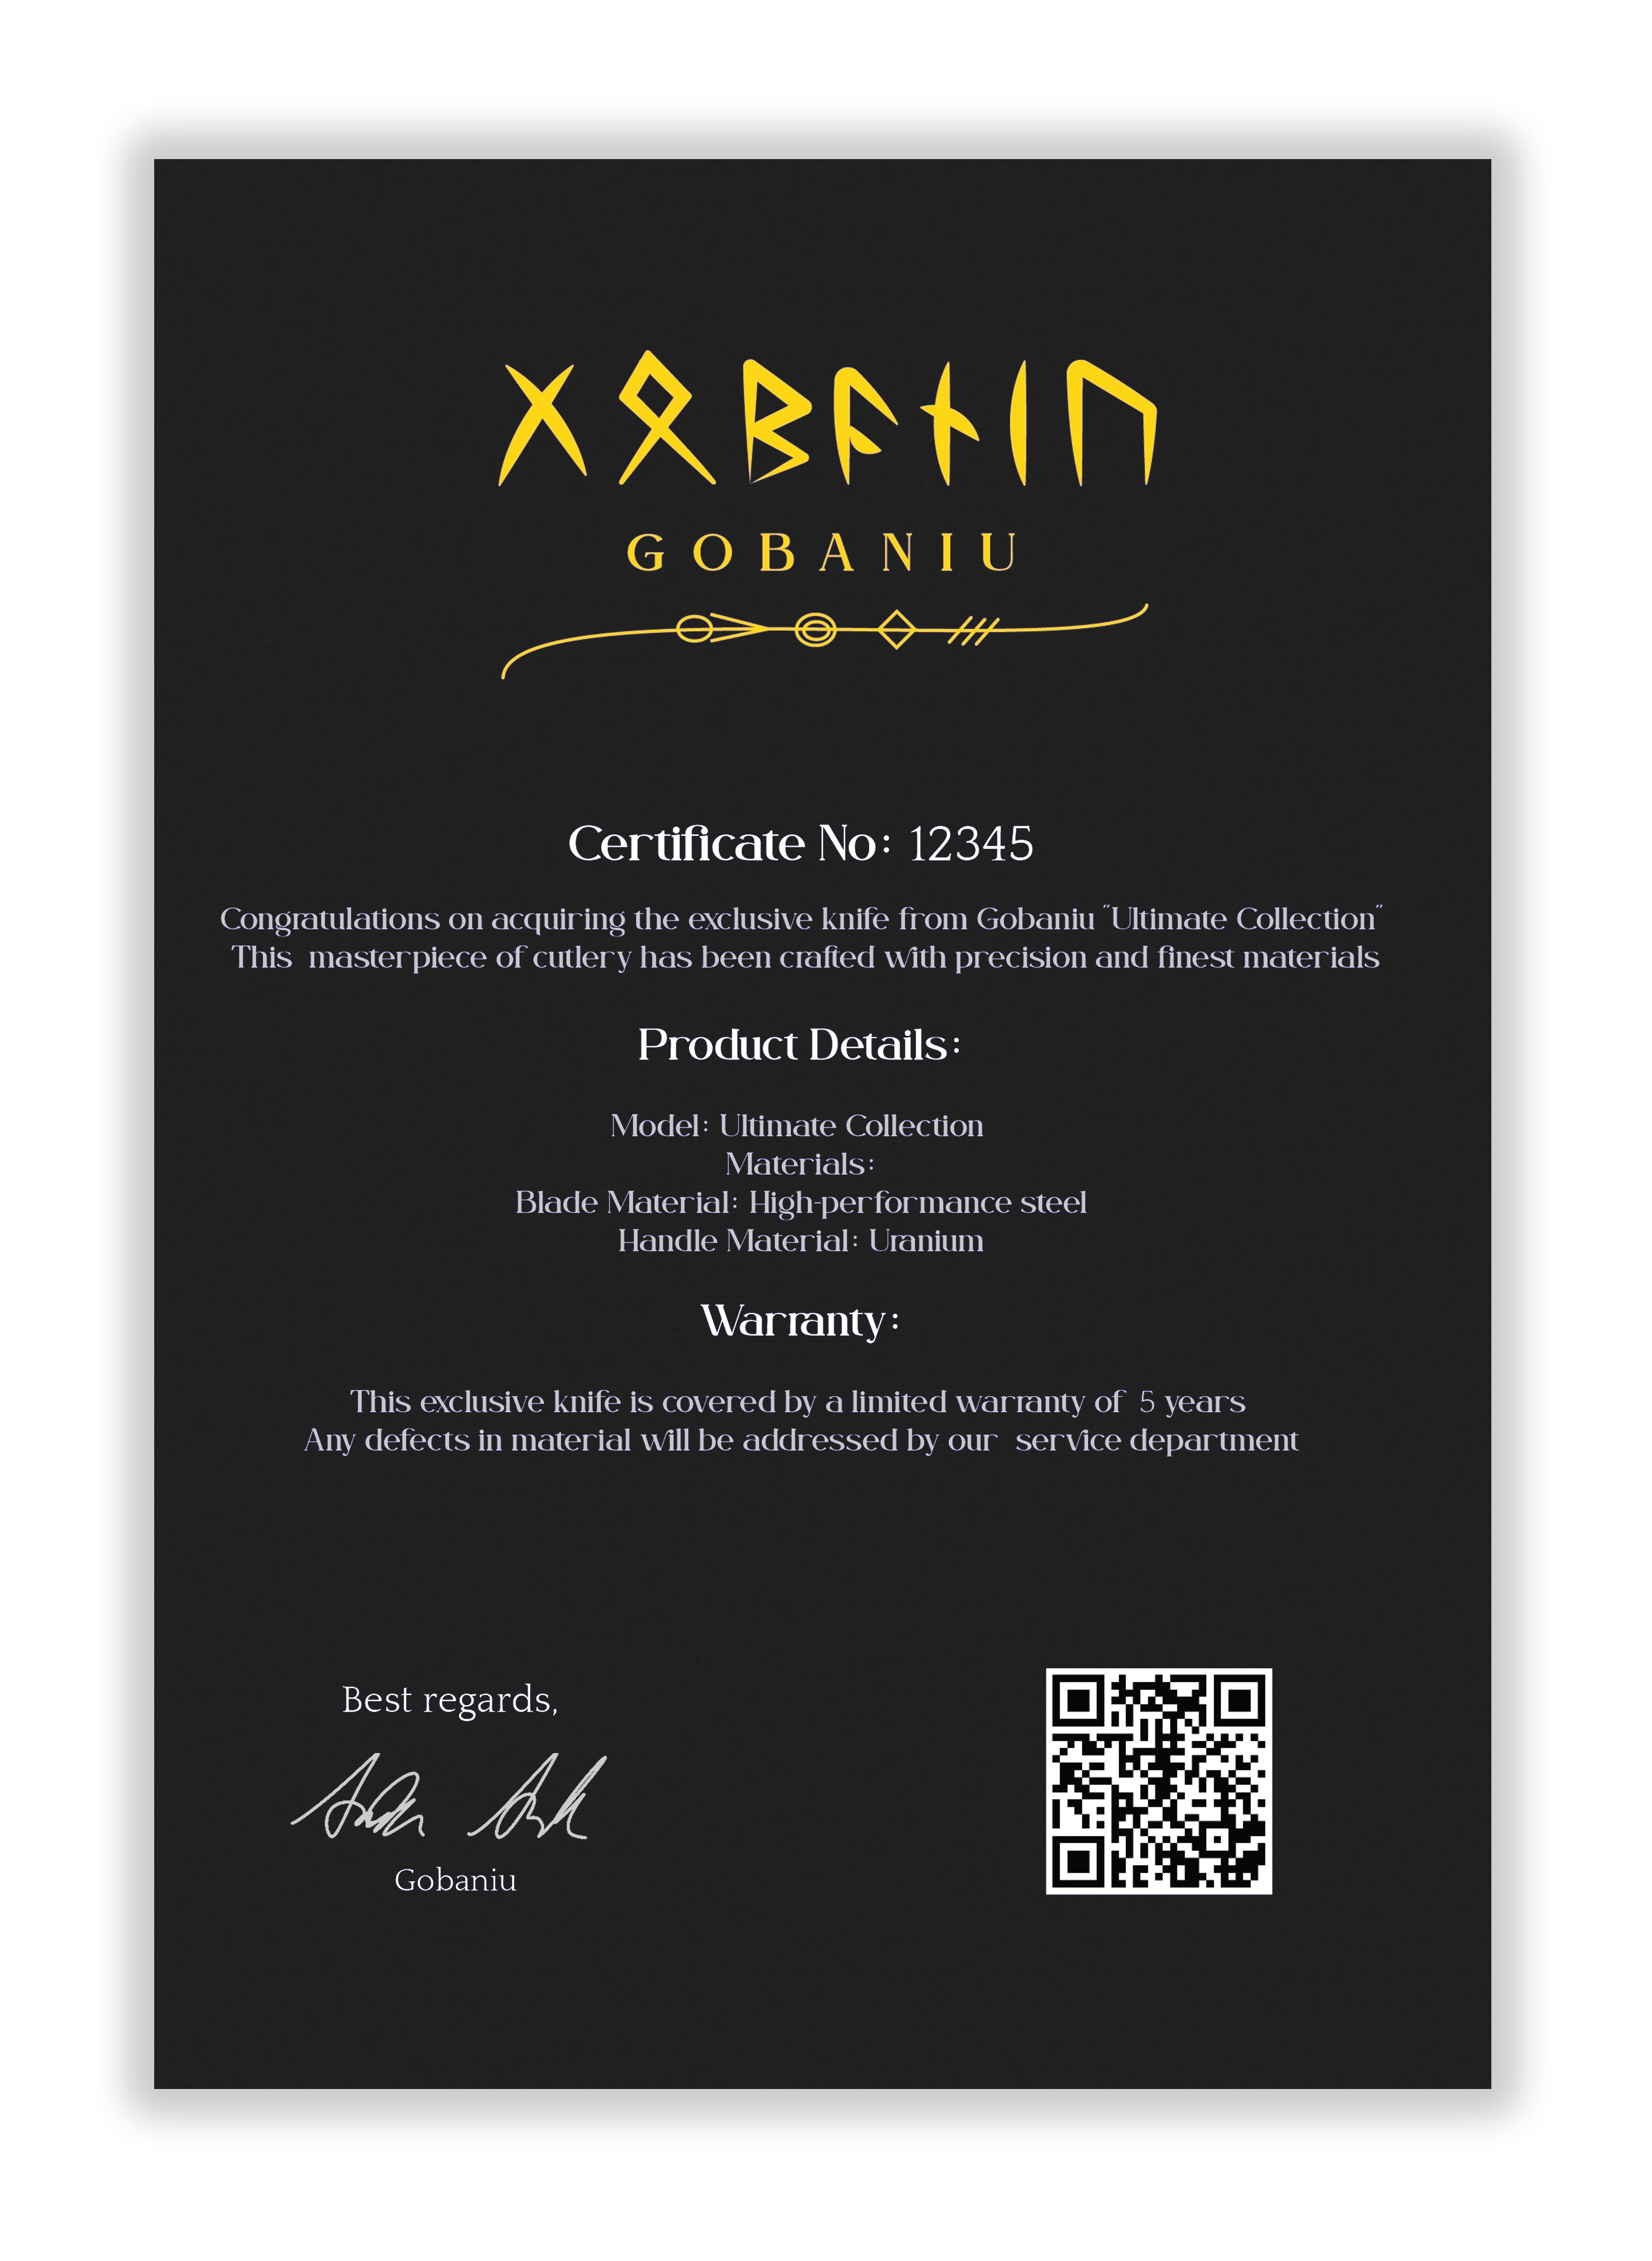 ᚷᛟᛒᚨᚾᛁᚢ
GOBANIU
Certificate No: 12345
Congratulations on acquiring the exclusive knife from Gobaniu "Ultimate Collection"
This masterpiece of cutlery has been crafted with precision and finest materials
Product Details:
Model: Ultimate Collection
Materials:
Blade Material: High-performance steel
Handle Material: Uranium
Warranty:
This exclusive knife is covered by a limited warranty of 5 years
Any defects in material will be addressed by our service department
Best regards,
Gobaniu